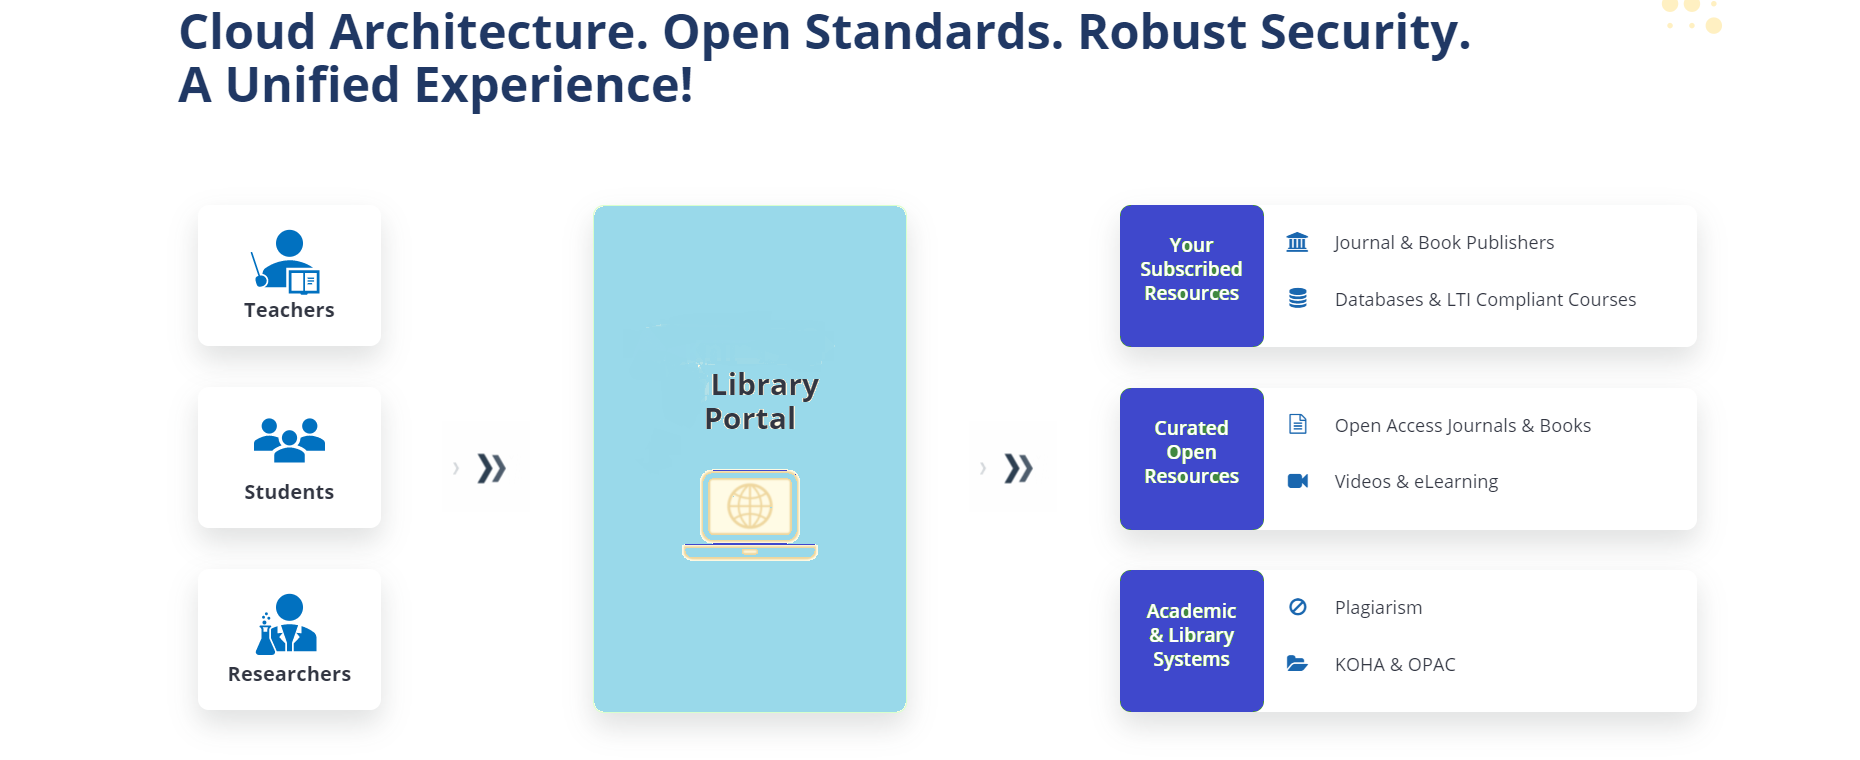 Cloud Architecture. Open Standards. Robust Security.
A Unified Experience!
Teachers
Students
Researchers
Library
Portal
Your
Subscribed
Resources
Journal & Book Publishers
Databases & LTI Compliant Courses
Curated
Open
Resources
Open Access Journals & Books
Videos & eLearning
Academic
& Library
Systems
Plagiarism
KOHA & OPAC